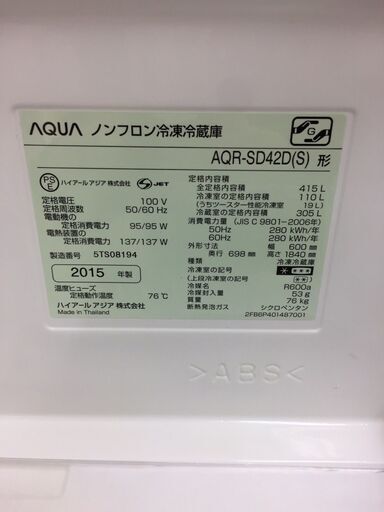 AQUA ノンフロン冷凍冷蔵庫
G
AQR-SD42D(S) 形
PS
E
ハイアール アジア 株式会社
S JET
定格電圧 100 V
定格周波数 50/60 Hz
電動機の
定格消費電力 95/95 W
電熱装置の
定格消費電力 137/137 W
製造番号 5TS08194
2015 年製
温度ヒューズ
定格動作温度 76℃
ハイアール アジア 株式会社
Made in Thailand
定格内容積
全定格内容積 415 L
冷凍室の定格内容積 110 L
(うちツースター性能冷凍室 19 L)
冷蔵室の定格内容積 305 L
消費電力量 (JIS C 9801-2006年)
50Hz 280 kWh/年
60Hz 280 kWh/年
外形寸法 幅 600 mm
奥行 698 mm 高さ 1840 mm
種類 冷凍冷蔵庫
冷凍室の記号
(上段冷凍室の記号)
冷媒名 R600a
冷媒封入量 53 g
質量 76 kg
断熱発泡ガス シクロペンタン
2FB6P401487001
>ABS<